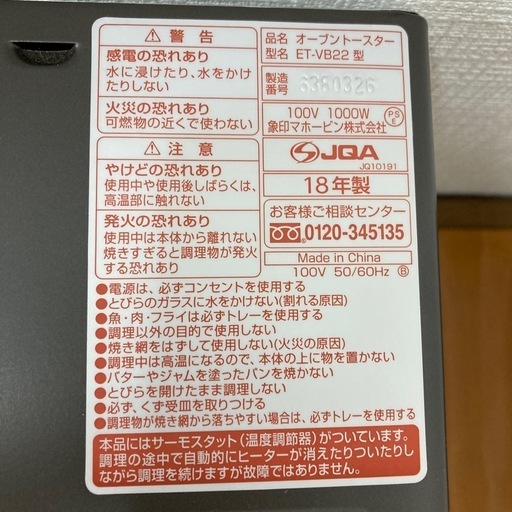 ⚠ 警告
感電の恐れあり
水に浸けたり、水をかけ
たりしない
火災の恐れあり
可燃物の近くで使わない
⚠ 注意
やけどの恐れあり
使用中や使用後しばらくは、
高温部に触れない
発火の恐れあり
使用中は本体から離れない
焼きすぎると調理物が発火
する恐れあり
品名 オーブントースター
型名 ET-VB22 型
製造
番号
100V 1000W
象印マホービン株式会社
PS
E
JQA
JQ10191
18年製
お客様ご相談センター
0120-345135
Made in China
100V 50/60Hz Ⓑ
●電源は、必ずコンセントを使用する
●とびらのガラスに水をかけない(割れる原因)
●魚・肉・フライは必ずトレーを使用する
●調理以外の目的で使用しない
●焼き網をはずして使用しない(火災の原因)
●調理中は高温になるので、本体の上に物を置かない
●バターやジャムを塗ったパンを焼かない
●とびらを開けたまま調理しない
●必ず、くず受皿を取りつける
●調理物が焼き網から落ちやすい場合は、必ずトレーを使用する
本品にはサーモスタット(温度調節器)がついています。
調理の途中で自動的にヒーターが消えたりついたりし
ながら調理を続けますが故障ではありません。